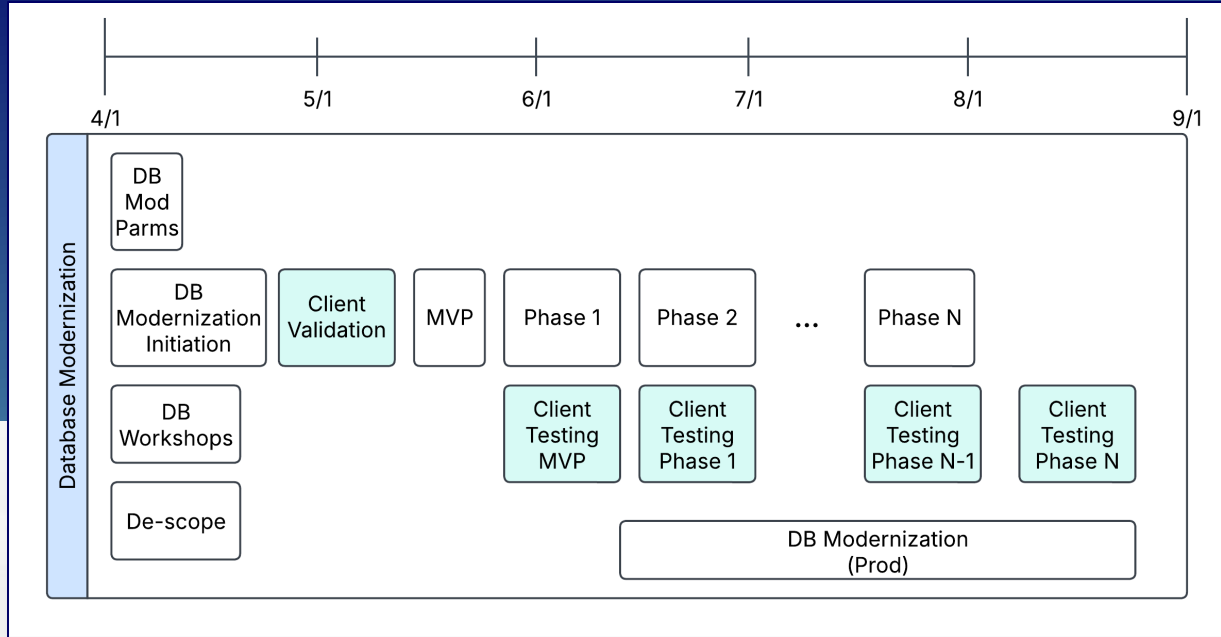 4/1
5/1
6/1
7/1
8/1
9/1
Database Modernization
DB
Mod
Parms
DB
Modernization
Initiation
Client
Validation
MVP
Phase 1
Phase 2
...
Phase N
DB
Workshops
Client
Testing
MVP
Client
Testing
Phase 1
Client
Testing
Phase N-1
Client
Testing
Phase N
De-scope
DB Modernization
(Prod)